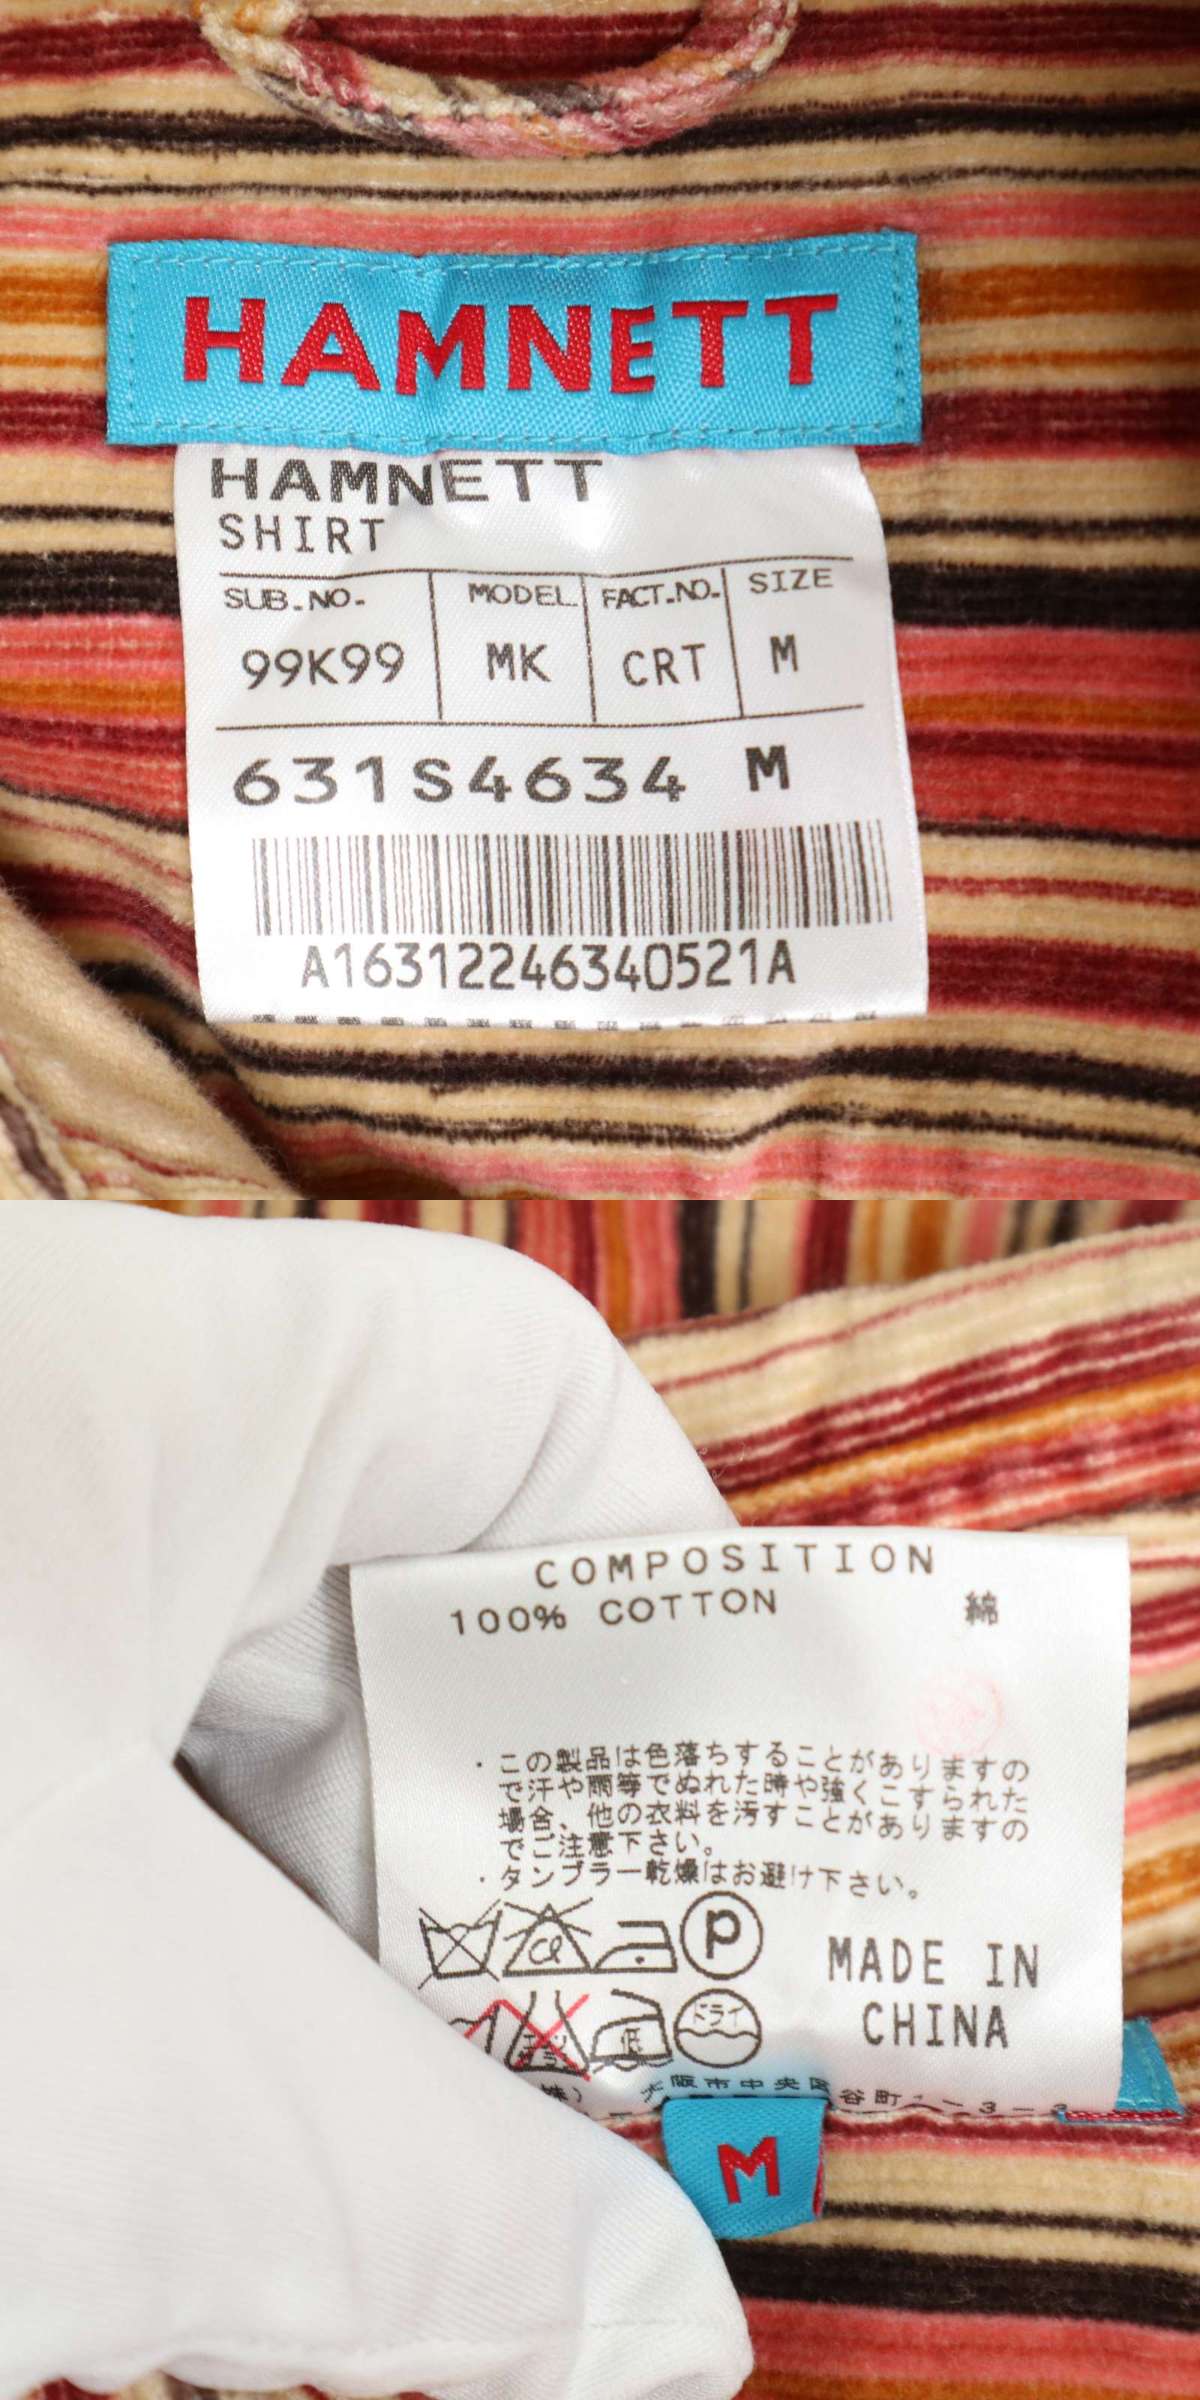 HAMNETT
HAMNETT
SHIRT
SUB.NO. MODEL FACT.NO. SIZE
99K99 MK CRT M
631S4634 M
A16312246340521A
COMPOSITION
100% COTTON 綿
・この製品は色落ちすることがありますの
で汗や雨等でぬれた時や強くこすられた
場合、他の衣料を汚すことがありますの
でご注意下さい。
・タンブラー乾燥はお避け下さい。
cl P
MADE IN
CHINA
低 ドライ
大阪市中央区 谷町
M